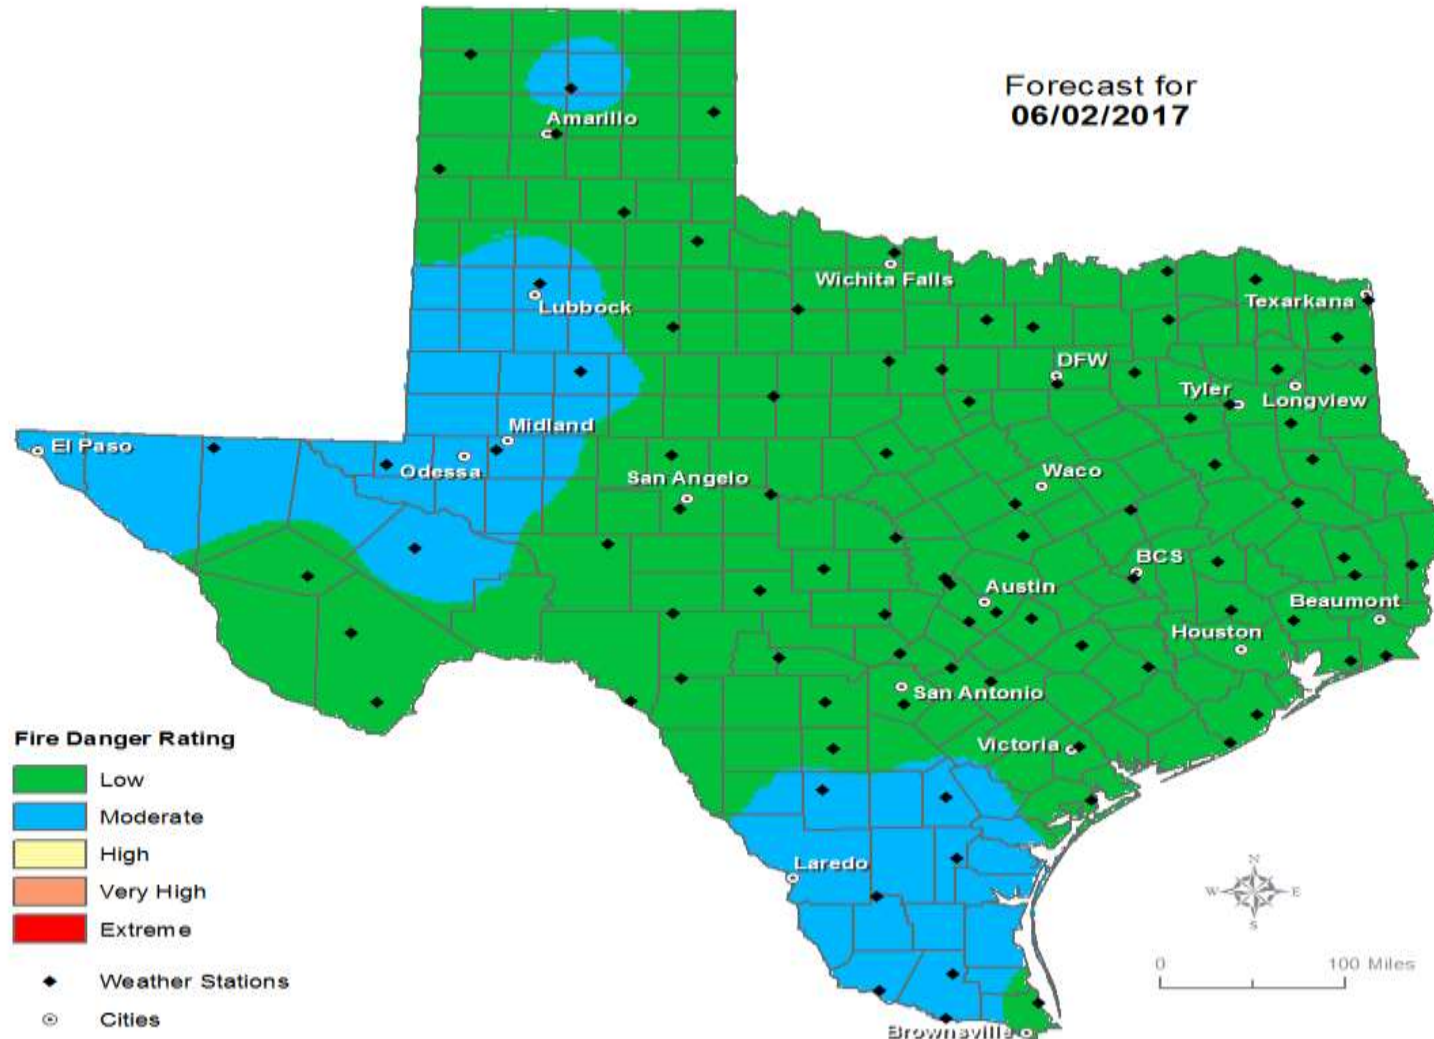 Forecast for
06/02/2017
Amarillo
Wichita Falls
Texarkana
Lubbock
DFW
Tyler
Longview
Midland
El Paso
Odessa
San Angelo
Waco
BCS
Austin
Beaumont
Houston
San Antonio
Victoria
Fire Danger Rating
Low
Moderate
High
Very High
Extreme
Laredo
N
W
E
S
0 100 Miles
Weather Stations
Cities
Brownsville